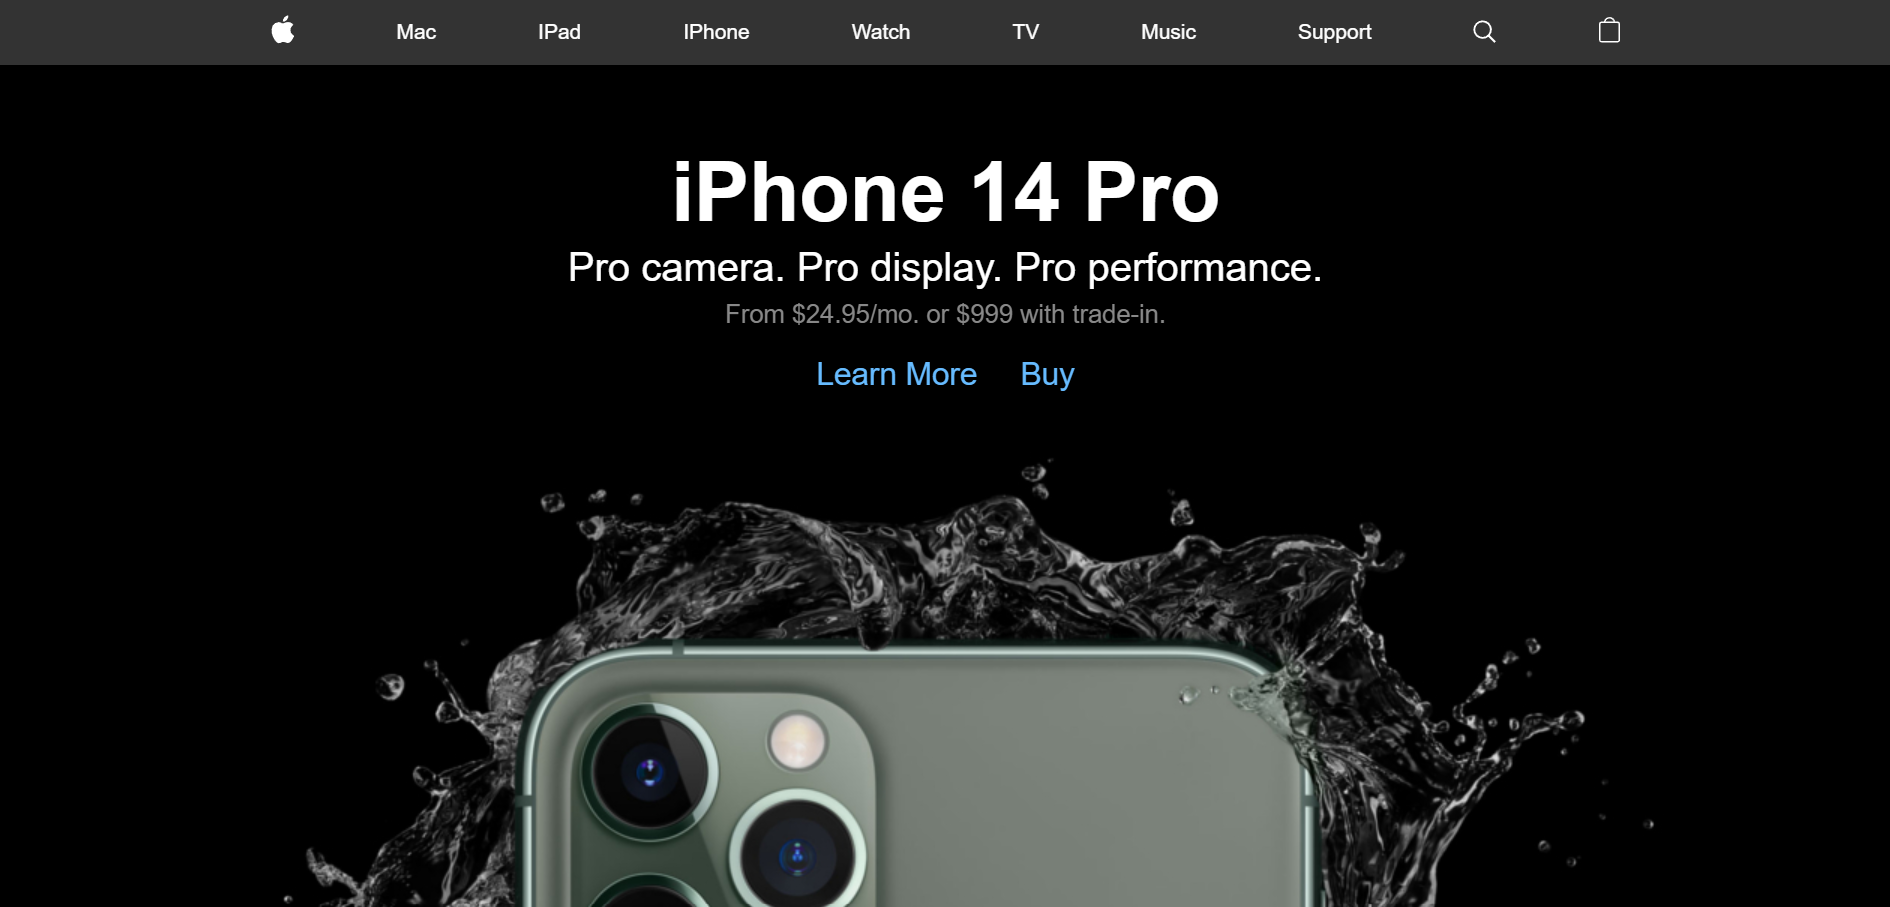 Mac IPad IPhone Watch TV Music Support
iPhone 14 Pro
Pro camera. Pro display. Pro performance.
From $24.95/mo. or $999 with trade-in.
Learn More Buy